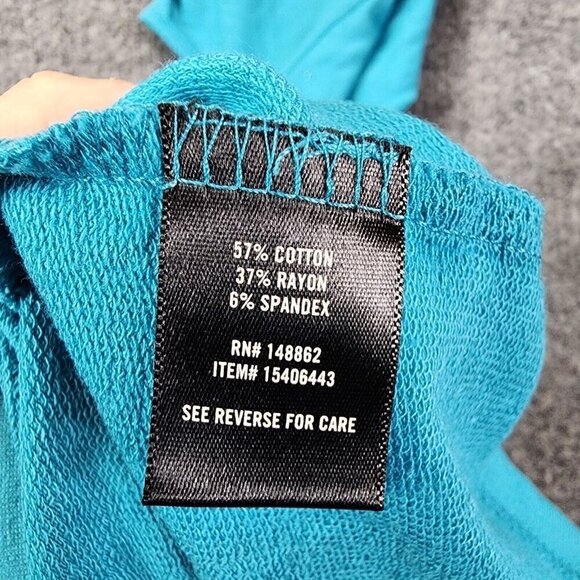 57% COTTON
37% RAYON
6% SPANDEX
RN# 148862
ITEM# 15406443
SEE REVERSE FOR CARE